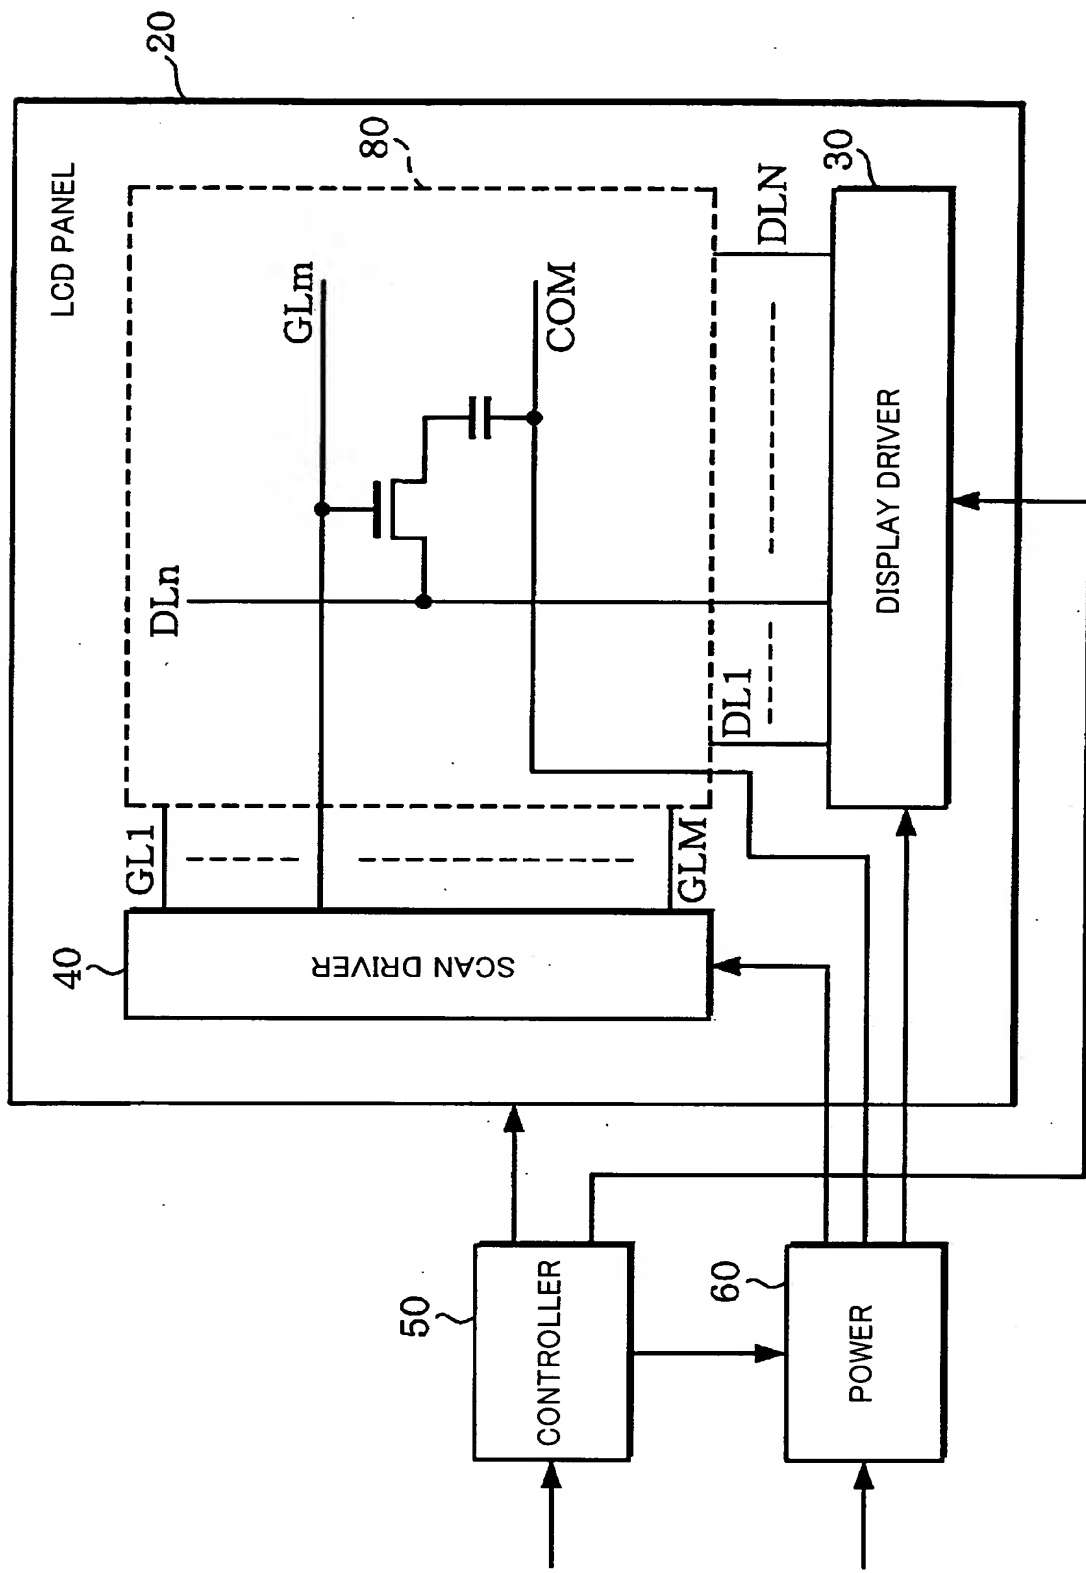 20
LCD PANEL
80
GLm
COM
DLn
DLN
30
DISPLAY DRIVER
DL1
GL1
GLM
40
SCAN DRIVER
50
CONTROLLER
60
POWER